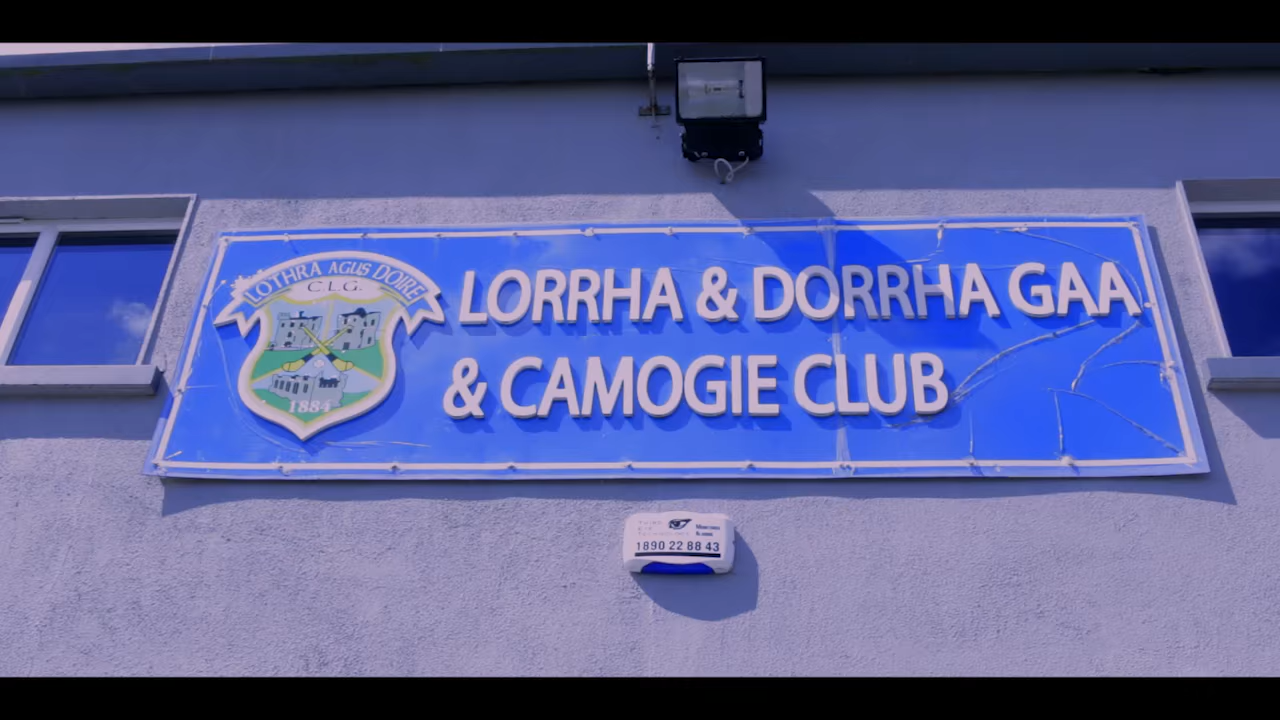 LOTHRA AGUS DOIRE
C.L.G.
1884
LORRHA & DORRHA GAA
& CAMOGIE CLUB
1890 22 88 43